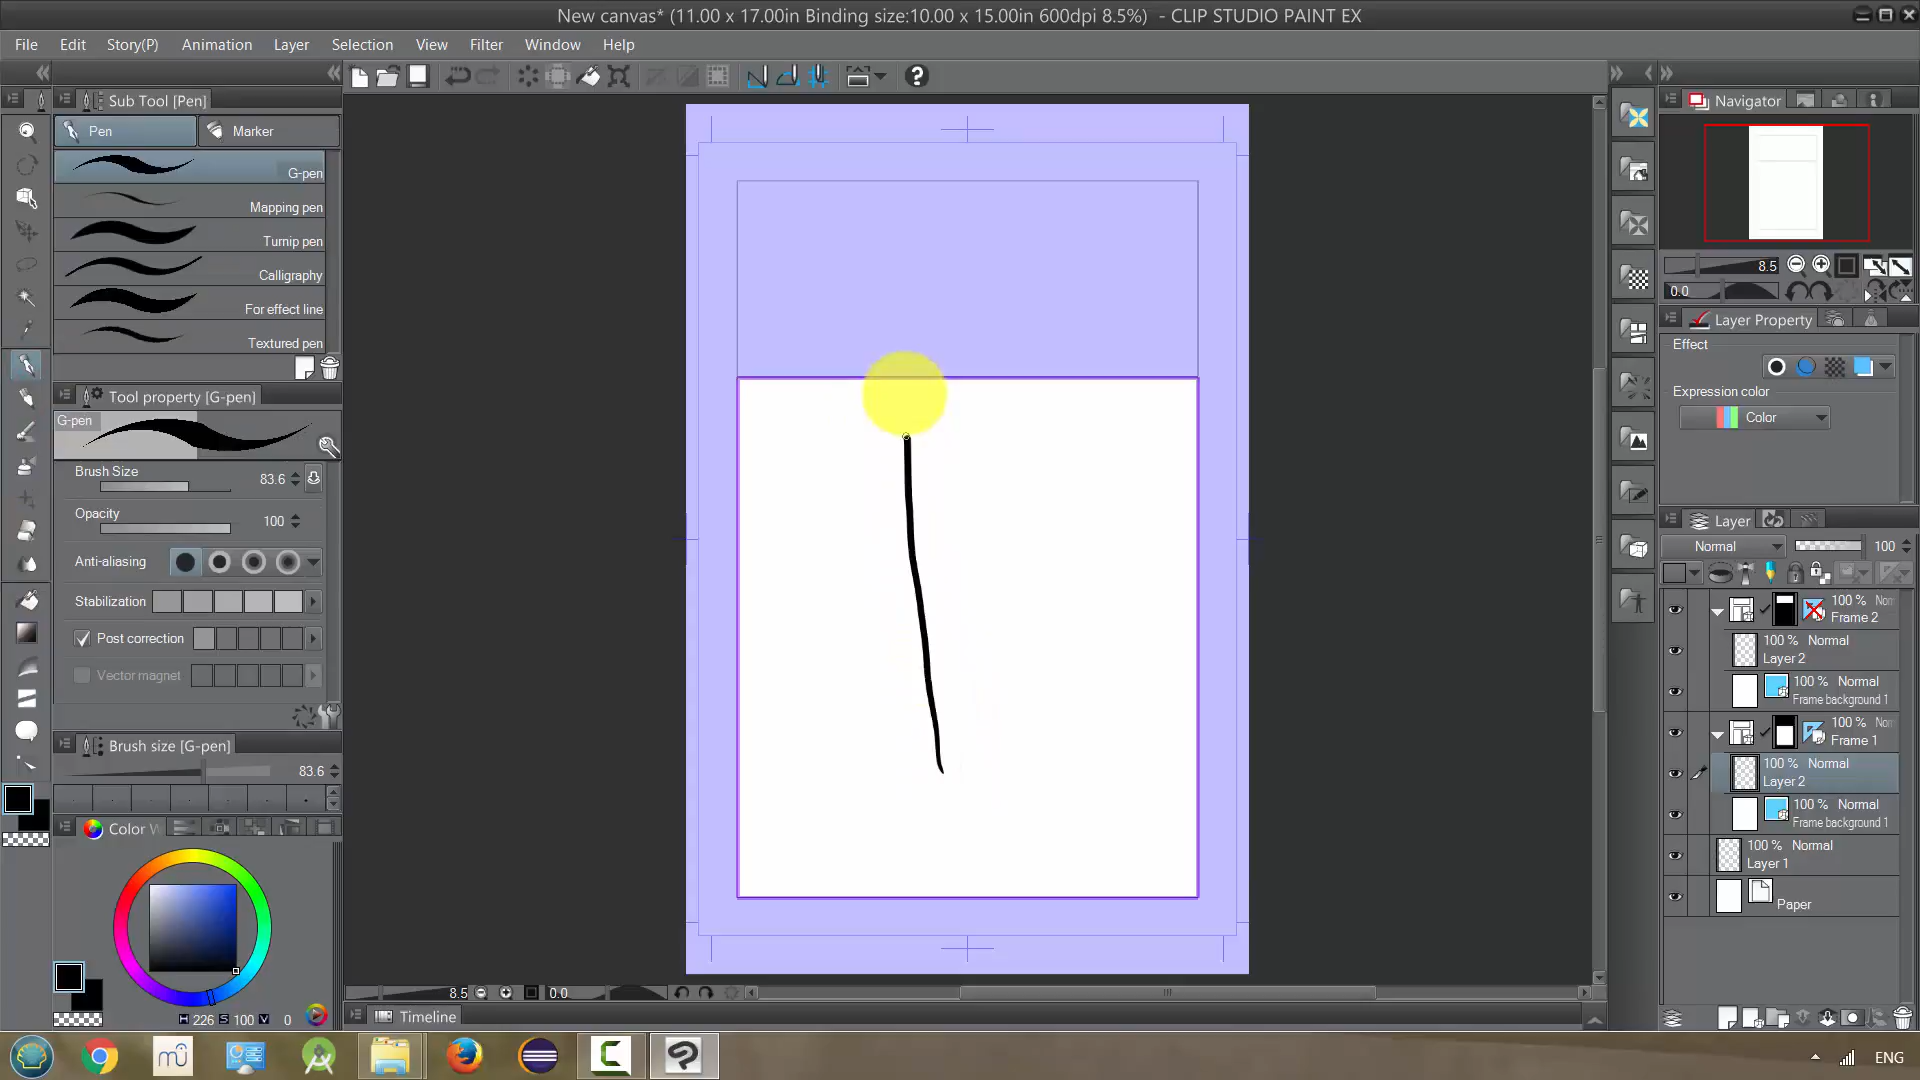 New canvas* (11.00 x 17.00in Binding size:10.00 x 15.00in 600dpi 8.5%) - CLIP STUDIO PAINT EX
File Edit Story(P) Animation Layer Selection View Filter Window Help
Sub Tool [Pen]
Pen Marker
G-pen
Mapping pen
Turnip pen
Calligraphy
For effect line
Textured pen
Tool property [G-pen]
G-pen
Brush Size 83.6
Opacity 100
Anti-aliasing
Stabilization
Post correction
Vector magnet
Brush size [G-pen]
83.6
Color W
H 226 S 100 V 0
8.5 0.0
Timeline
Navigator
8.5
0.0
Layer Property
Effect
Expression color
Color
Layer
Normal 100
100 % Nor
Frame 2
100 % Normal
Layer 2
100 % Normal
Frame background 1
100 % Nor
Frame 1
100 % Normal
Layer 2
100 % Normal
Frame background 1
100 % Normal
Layer 1
Paper
ENG